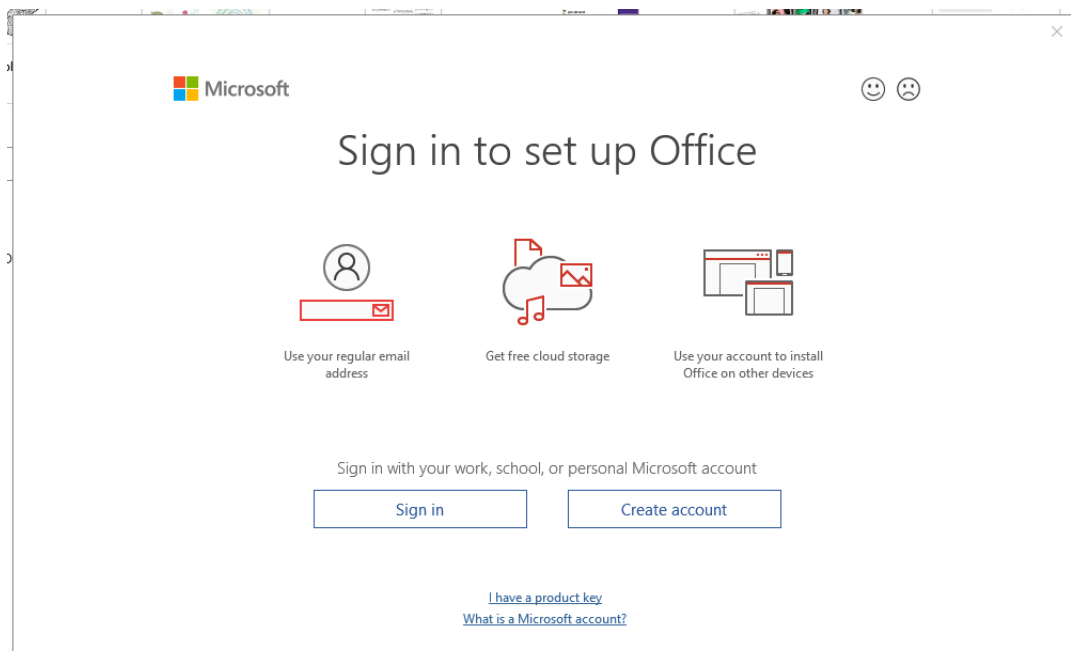 Microsoft
Sign in to set up Office
Use your regular email
address
Get free cloud storage
Use your account to install
Office on other devices
Sign in with your work, school, or personal Microsoft account
Sign in
Create account
I have a product key
What is a Microsoft account?